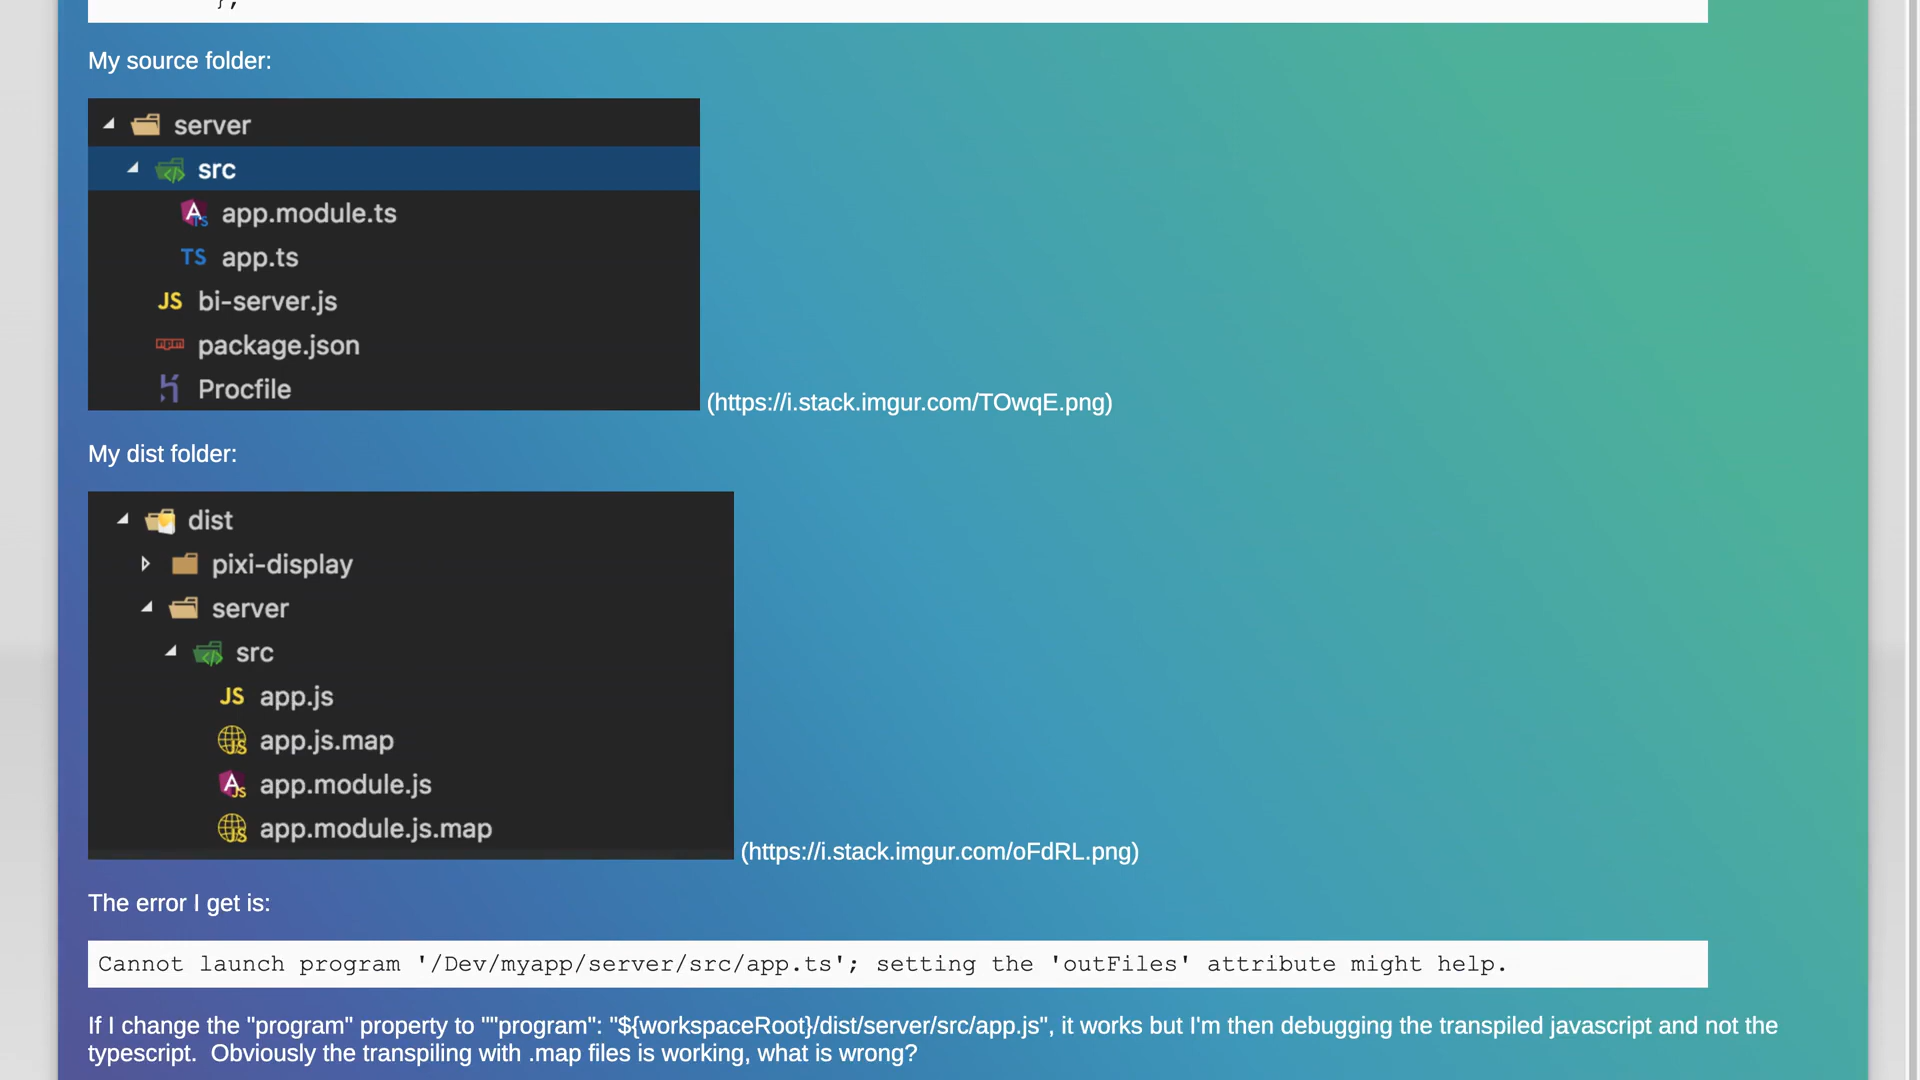 };
My source folder:
server
src
app.module.ts
TS app.ts
JS bi-server.js
package.json
Procfile
(https://i.stack.imgur.com/TOwqE.png)
My dist folder:
dist
pixi-display
server
src
JS app.js
app.js.map
app.module.js
app.module.js.map
(https://i.stack.imgur.com/oFdRL.png)
The error I get is:
Cannot launch program '/Dev/myapp/server/src/app.ts'; setting the 'outFiles' attribute might help.
If I change the "program" property to ""program": "${workspaceRoot}/dist/server/src/app.js", it works but I'm then debugging the transpiled javascript and not the
typescript.  Obviously the transpiling with .map files is working, what is wrong?